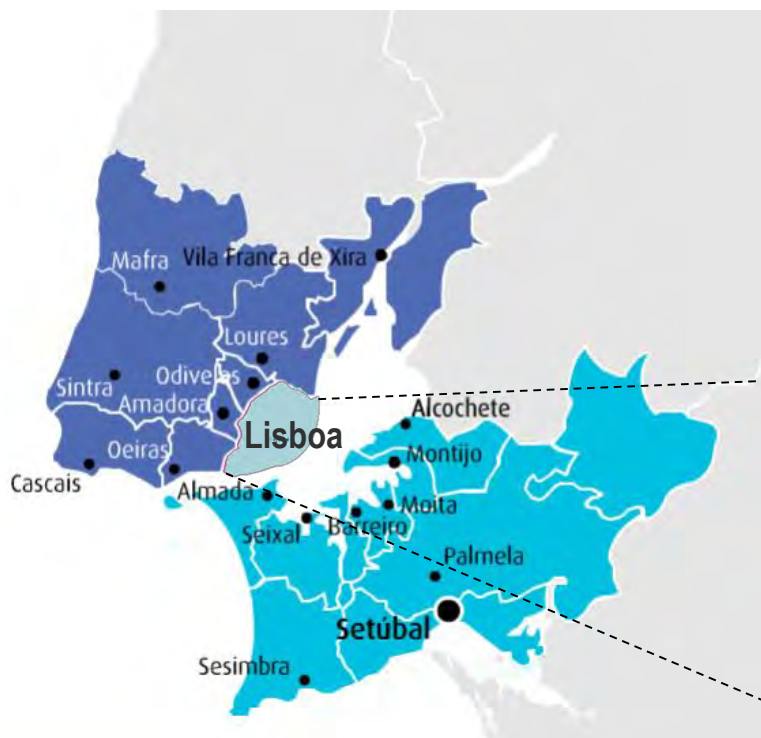 Mafra
Vila Franca de Xira
Loures
Sintra
Odivelas
Amadora
Lisboa
Alcochete
Oeiras
Montijo
Cascais
Almada
Moita
Seixal
Barreiro
Palmela
Setúbal
Sesimbra